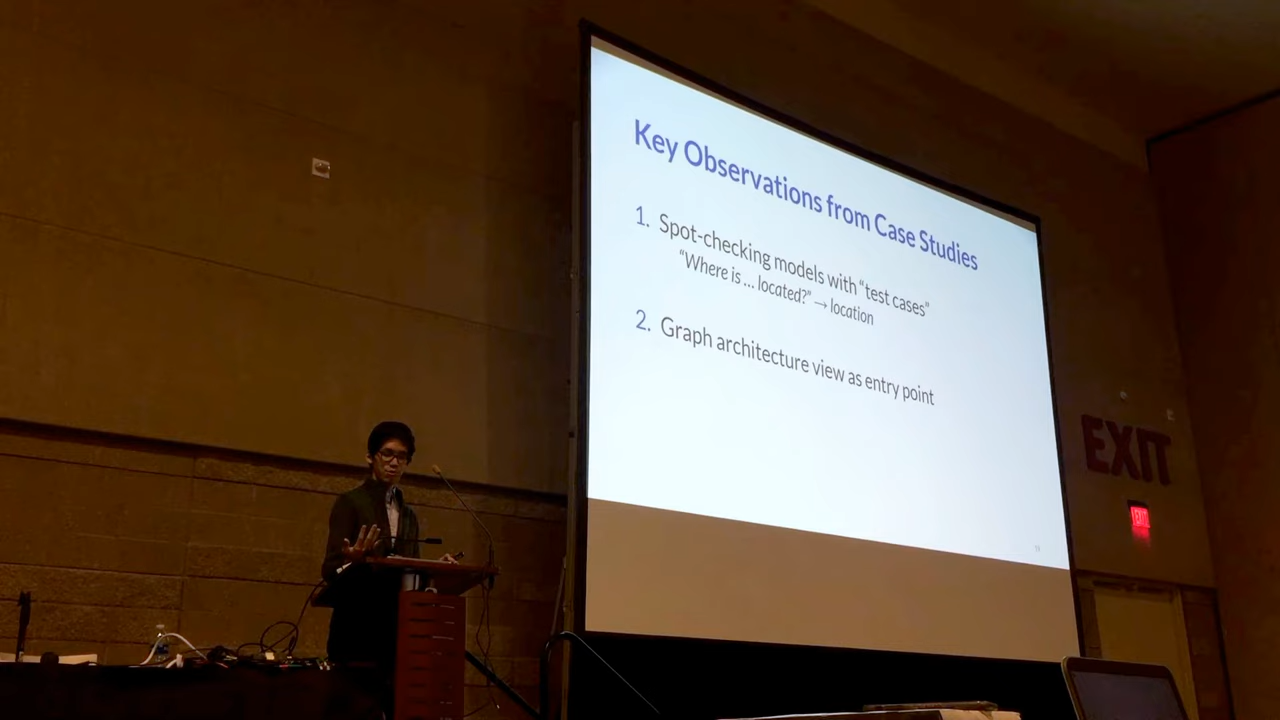 Key Observations from Case Studies
1. Spot-checking models with “test cases”
“Where is ... located?” → location
2. Graph architecture view as entry point
19
EXIT
EXIT